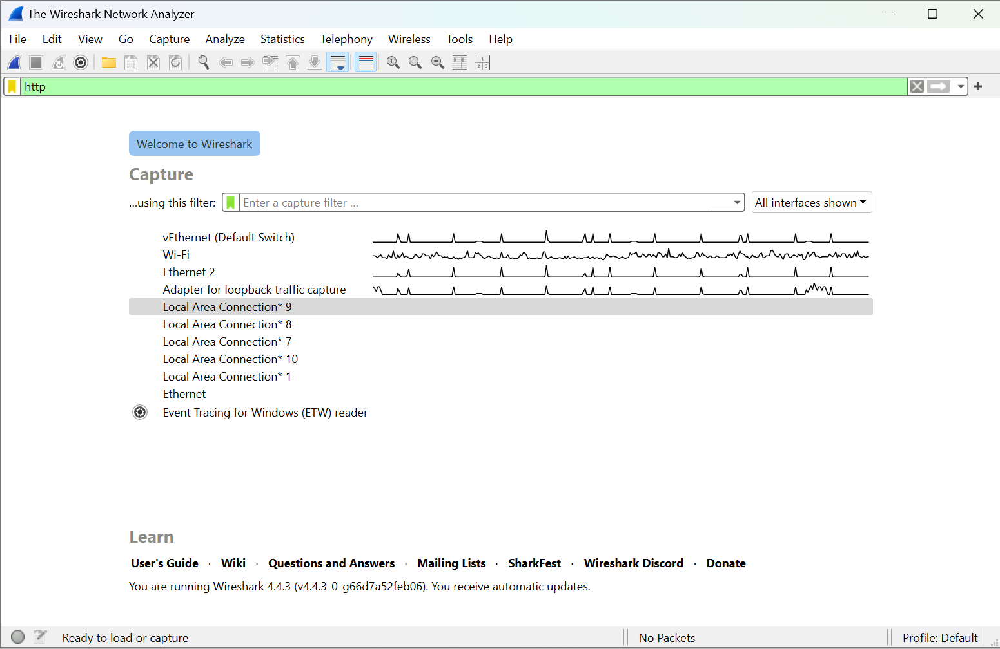 The Wireshark Network Analyzer
File Edit View Go Capture Analyze Statistics Telephony Wireless Tools Help
http
Welcome to Wireshark
Capture
...using this filter: Enter a capture filter ... All interfaces shown
vEthernet (Default Switch)
Wi-Fi
Ethernet 2
Adapter for loopback traffic capture
Local Area Connection* 9
Local Area Connection* 8
Local Area Connection* 7
Local Area Connection* 10
Local Area Connection* 1
Ethernet
Event Tracing for Windows (ETW) reader
Learn
User's Guide · Wiki · Questions and Answers · Mailing Lists · SharkFest · Wireshark Discord · Donate
You are running Wireshark 4.4.3 (v4.4.3-0-g66d7a52feb06). You receive automatic updates.
Ready to load or capture No Packets Profile: Default